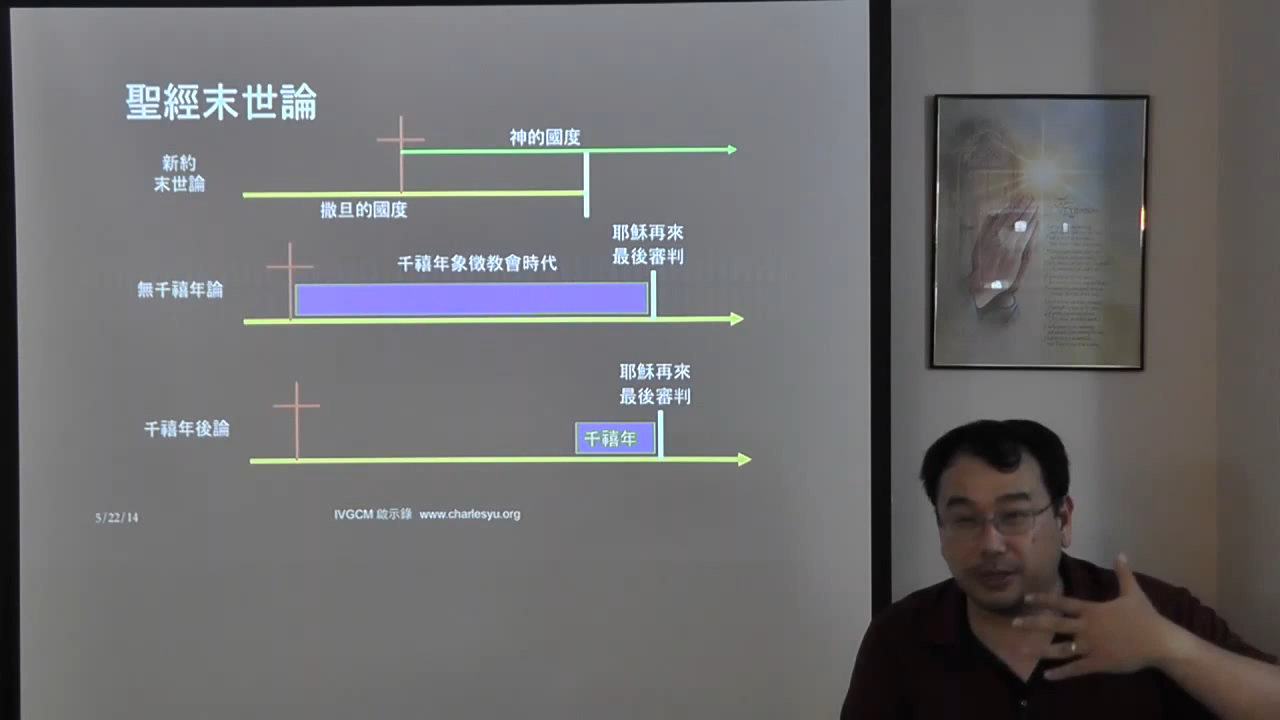 聖經末世論
神的國度
新約
末世論
撒旦的國度
耶穌再來
最後審判
千禧年象徵教會時代
無千禧年論
耶穌再來
最後審判
千禧年後論
千禧年
5/22/14
IVGCM 啟示錄 www.charlesyu.org